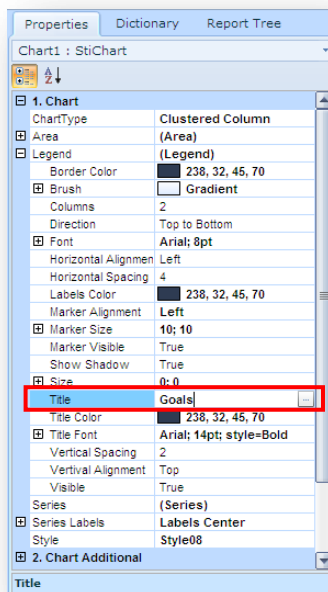 Properties Dictionary Report Tree
Chart1 : StiChart
1. Chart
ChartType Clustered Column
Area (Area)
Legend (Legend)
Border Color 238, 32, 45, 70
Brush Gradient
Columns 2
Direction Top to Bottom
Font Arial; 8pt
Horizontal Alignmen Left
Horizontal Spacing 4
Labels Color 238, 32, 45, 70
Marker Alignment Left
Marker Size 10; 10
Marker Visible True
Show Shadow True
Size 0; 0
Title Goals ...
Title Color 238, 32, 45, 70
Title Font Arial; 14pt; style=Bold
Vertical Spacing 2
Vertival Alignment Top
Visible True
Series (Series)
Series Labels Labels Center
Style Style08
2. Chart Additional
Title